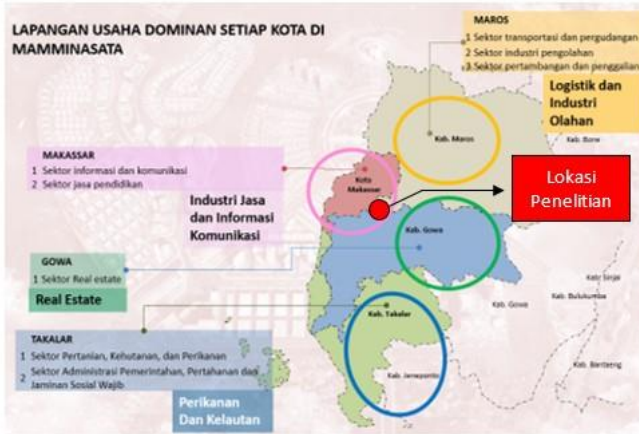 LAPANGAN USAHA DOMINAN SETIAP KOTA DI
MAMMINASATA
MAROS
1 Sektor transportasi dan pergudangan
2 Sektor industri pengolahan
3 Sektor pertambangan dan penggalian
Logistik dan
Industri
Olahan
Kab. Maros
Kab. Bone
MAKASSAR
1 Sektor informasi dan komunikasi
2 Sektor jasa pendidikan
Industri Jasa
dan Informasi
Komunikasi
Kota
Makassar
Lokasi
Penelitian
GOWA
1 Sektor Real estate
Real Estate
Kab. Gowa
Kab. Sinjai
Kab. Bulukumba
Kab. Gowa
TAKALAR
1 Sektor Pertanian, Kehutanan, dan Perikanan
2 Sektor Administrasi Pemerintahan, Pertahanan dan
Jaminan Sosial Wajib
Perikanan
Dan Kelautan
Kab. Takalar
Kab. Jeneponto
Kab. Bantaeng